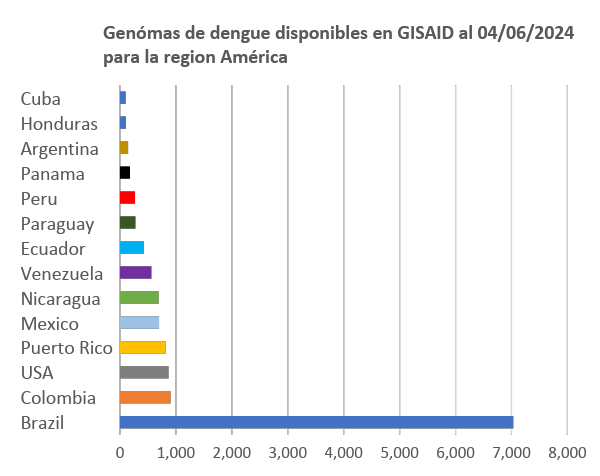 Genómas de dengue disponibles en GISAID al 04/06/2024
para la region América
Cuba
Honduras
Argentina
Panama
Peru
Paraguay
Ecuador
Venezuela
Nicaragua
Mexico
Puerto Rico
USA
Colombia
Brazil
0 1,000 2,000 3,000 4,000 5,000 6,000 7,000 8,000